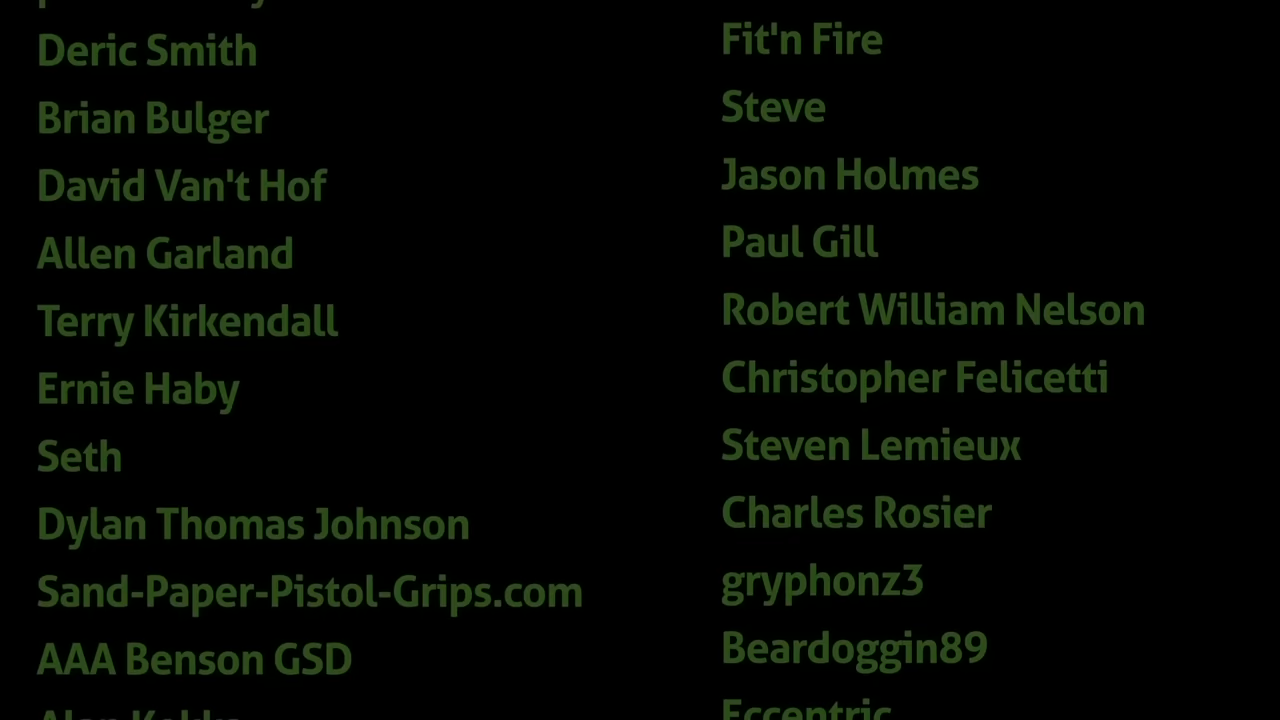 Deric Smith
Brian Bulger
David Van't Hof
Allen Garland
Terry Kirkendall
Ernie Haby
Seth
Dylan Thomas Johnson
Sand-Paper-Pistol-Grips.com
AAA Benson GSD
Fit'n Fire
Steve
Jason Holmes
Paul Gill
Robert William Nelson
Christopher Felicetti
Steven Lemieux
Charles Rosier
gryphonz3
Beardoggin89
Eccentric